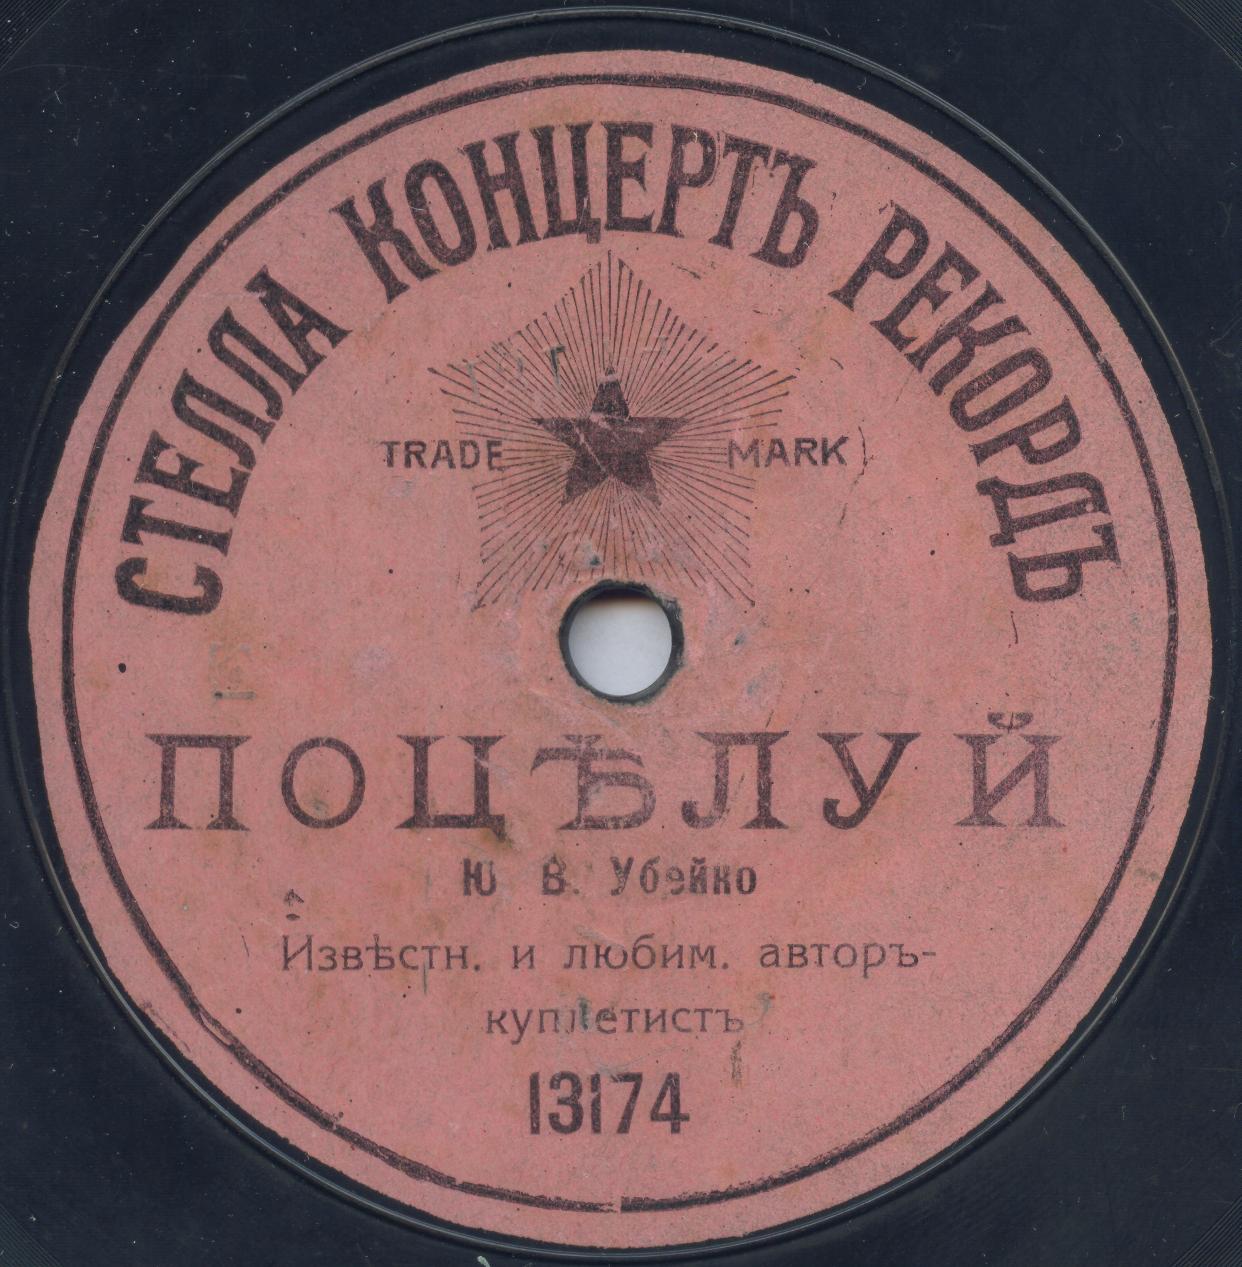 СТЕЛЛА КОНЦЕРТЪ РЕКОРДЪ
TRADE MARK
ПОЦѢЛУЙ
Ю В. Убейко
Извѣстн. и любим. авторъ-
куплетистъ
13174